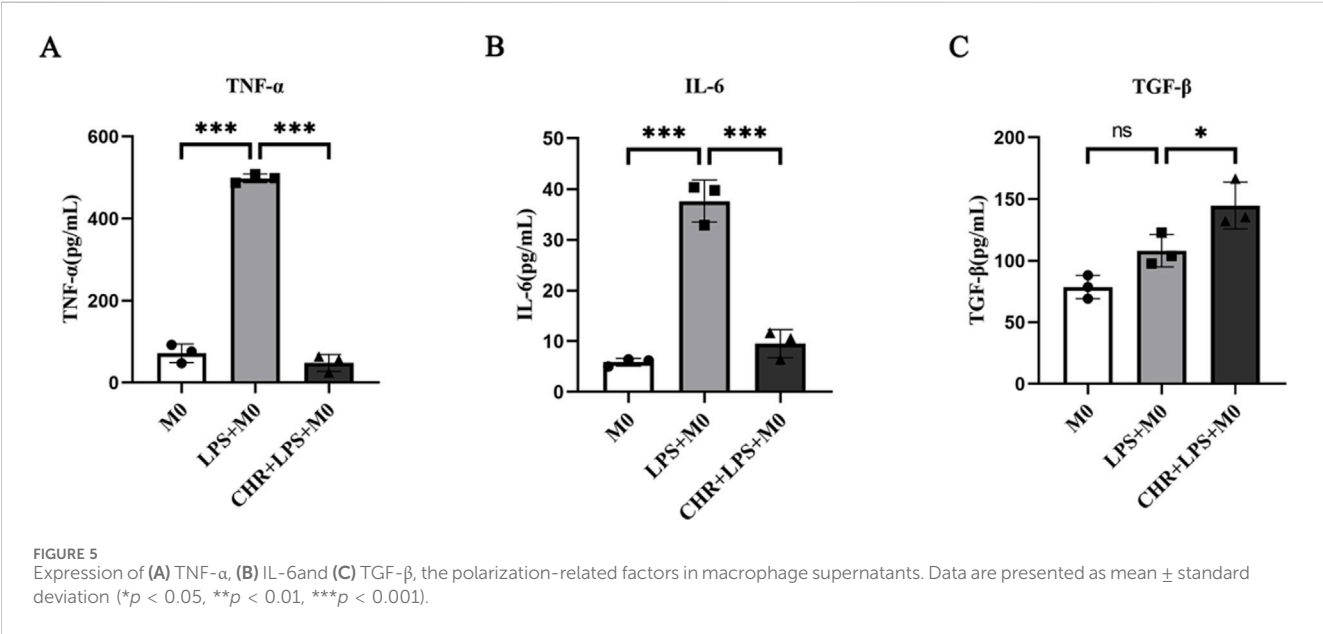 A
TNF-α
*** ***
600
400
200
0
TNF-α(pg/mL)
M0
LPS+M0
CHR+LPS+M0
B
IL-6
*** ***
50
40
30
20
10
0
IL-6(pg/mL)
M0
LPS+M0
CHR+LPS+M0
C
TGF-β
ns *
200
150
100
50
0
TGF-β(pg/mL)
M0
LPS+M0
CHR+LPS+M0
FIGURE 5
Expression of (A) TNF-α, (B) IL-6and (C) TGF-β, the polarization-related factors in macrophage supernatants. Data are presented as mean ± standard
deviation (*p < 0.05, **p < 0.01, ***p < 0.001).